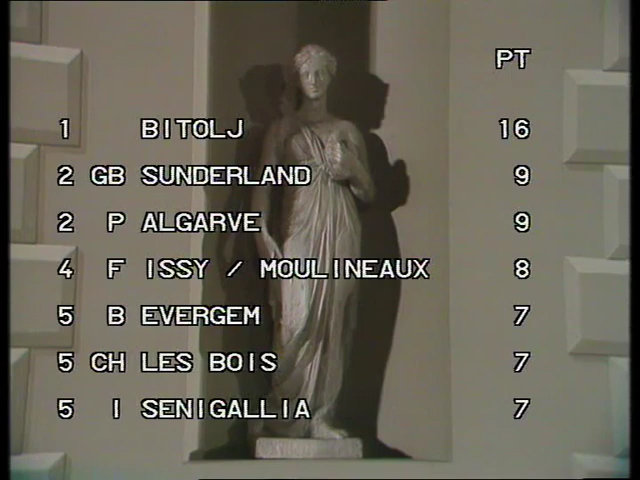 PT
1 BITOLJ 16
2 GB SUNDERLAND 9
2 P ALGARVE 9
4 F ISSY / MOULINEAUX 8
5 B EVERGEM 7
5 CH LES BOIS 7
5 I SENIGALLIA 7